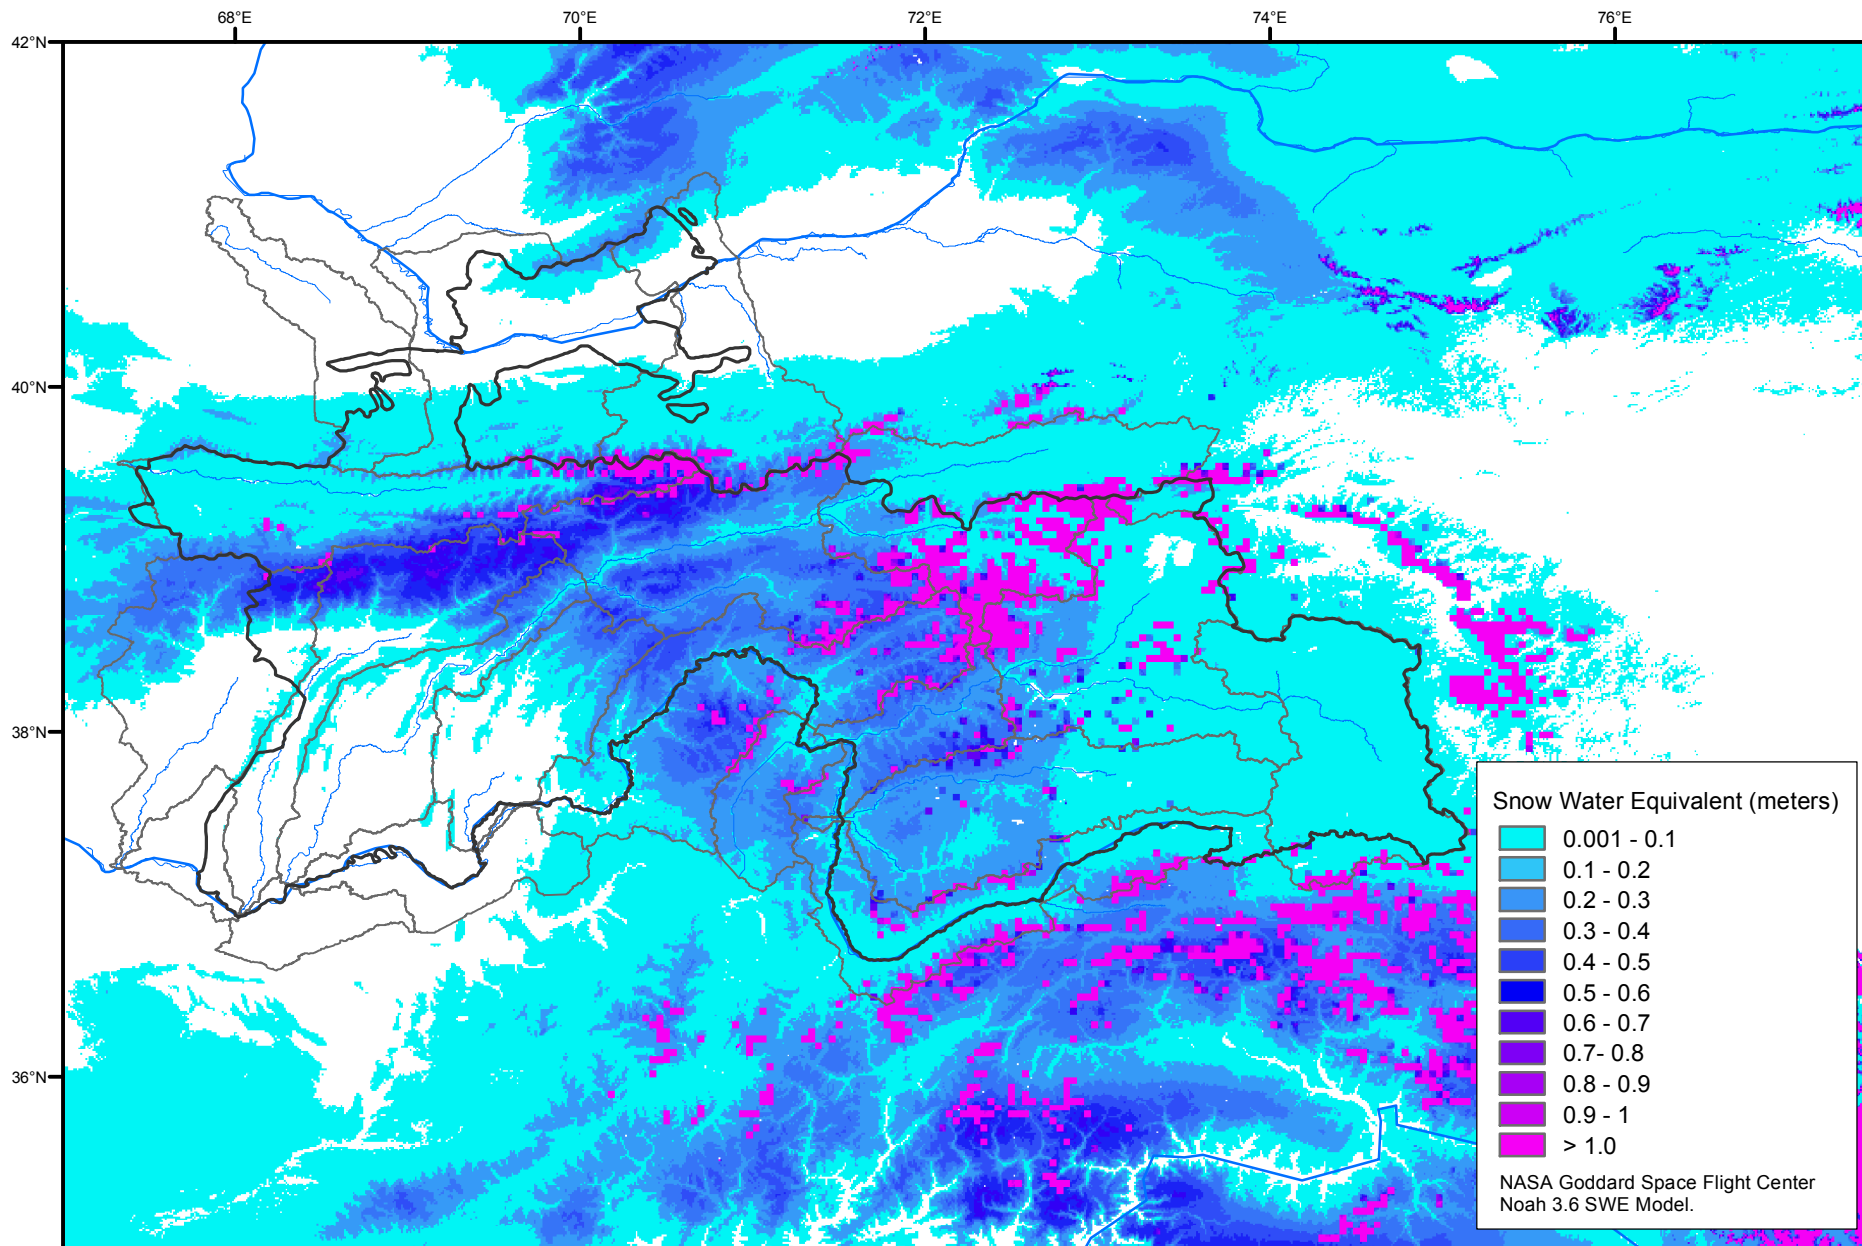 68°E
70°E
72°E
74°E
76°E
42°N
40°N
38°N
36°N
Snow Water Equivalent (meters)
0.001 - 0.1
0.1 - 0.2
0.2 - 0.3
0.3 - 0.4
0.4 - 0.5
0.5 - 0.6
0.6 - 0.7
0.7- 0.8
0.8 - 0.9
0.9 - 1
> 1.0
NASA Goddard Space Flight Center
Noah 3.6 SWE Model.